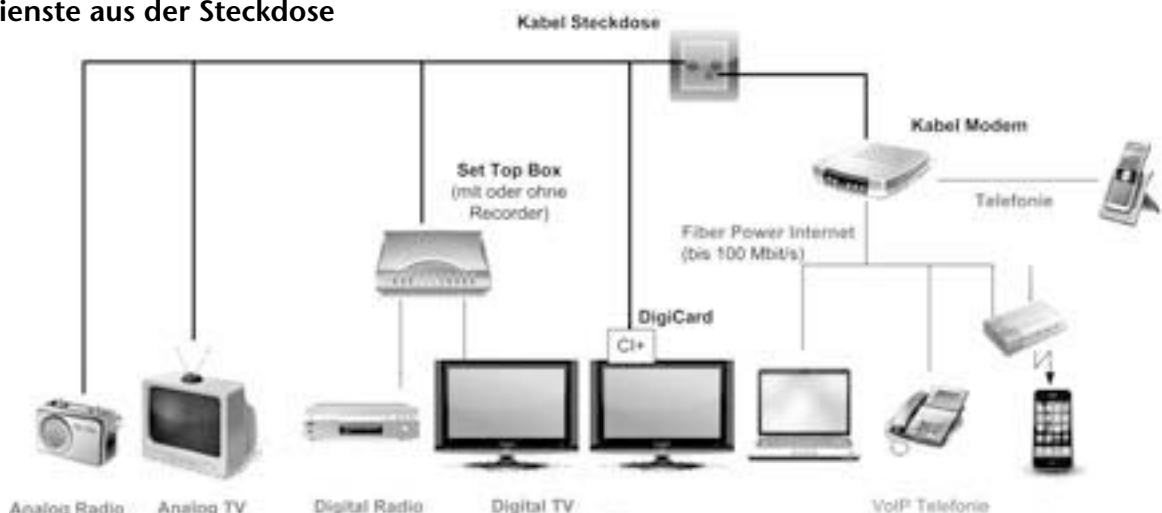 ienste aus der Steckdose
Kabel Steckdose
Kabel Modem
Set Top Box
(mit oder ohne
Recorder)
Telefonie
Fiber Power Internet
(bis 100 Mbit/s)
DigiCard
CI+
Analog Radio
Analog TV
Digital Radio
Digital TV
VoIP Telefonie